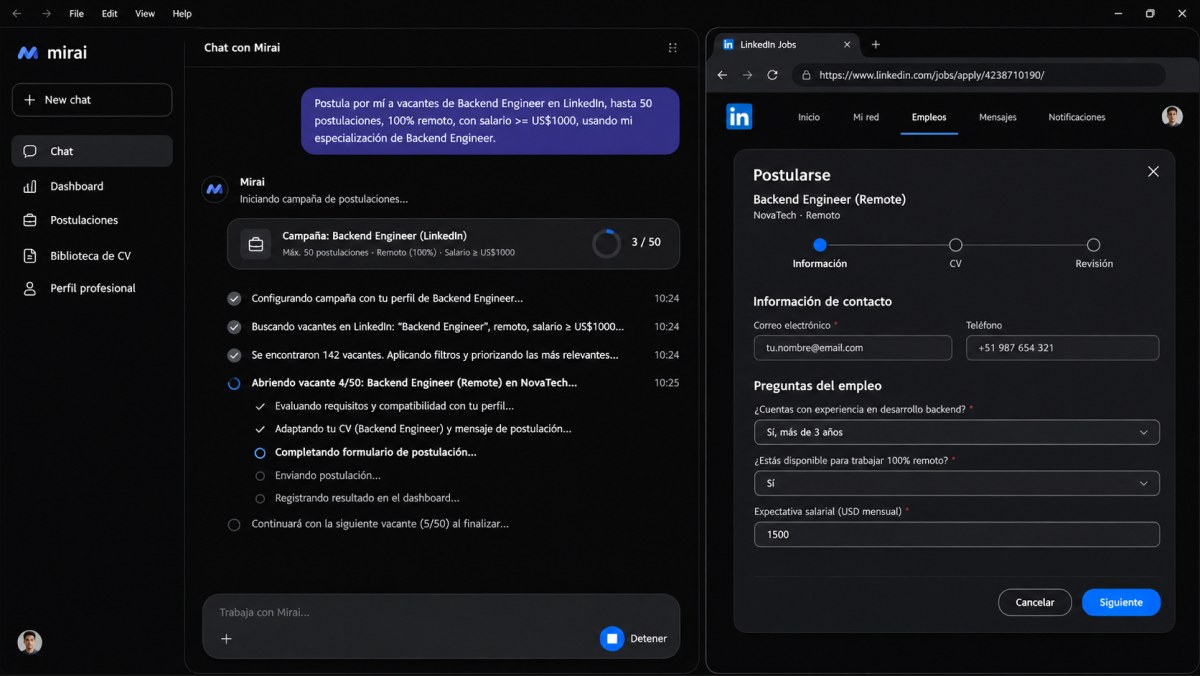 File Edit View Help
mirai
New chat
Chat
Dashboard
Postulaciones
Biblioteca de CV
Perfil profesional
Chat con Mirai
Postula por mí a vacantes de Backend Engineer en LinkedIn, hasta 50
postulaciones, 100% remoto, con salario >= US$1000, usando mi
especialización de Backend Engineer.
Mirai
Iniciando campaña de postulaciones...
Campaña: Backend Engineer (LinkedIn)
Máx. 50 postulaciones · Remoto (100%) · Salario ≥ US$1000
3 / 50
Configurando campaña con tu perfil de Backend Engineer... 10:24
Buscando vacantes en LinkedIn: "Backend Engineer", remoto, salario ≥ US$1000... 10:24
Se encontraron 142 vacantes. Aplicando filtros y priorizando las más relevantes... 10:24
Abriendo vacante 4/50: Backend Engineer (Remote) en NovaTech... 10:25
Evaluando requisitos y compatibilidad con tu perfil...
Adaptando tu CV (Backend Engineer) y mensaje de postulación...
Completando formulario de postulación...
Enviando postulación...
Registrando resultado en el dashboard...
Continuará con la siguiente vacante (5/50) al finalizar...
Trabaja con Mirai...
Detener
in LinkedIn Jobs
https://www.linkedin.com/jobs/apply/4238710190/
in Inicio Mi red Empleos Mensajes Notificaciones
Postularse
Backend Engineer (Remote)
NovaTech · Remoto
Información CV Revisión
Información de contacto
Correo electrónico * Teléfono
tu.nombre@email.com +51 987 654 321
Preguntas del empleo
¿Cuentas con experiencia en desarrollo backend? *
Sí, más de 3 años
¿Estás disponible para trabajar 100% remoto? *
Sí
Expectativa salarial (USD mensual) *
1500
Cancelar Siguiente